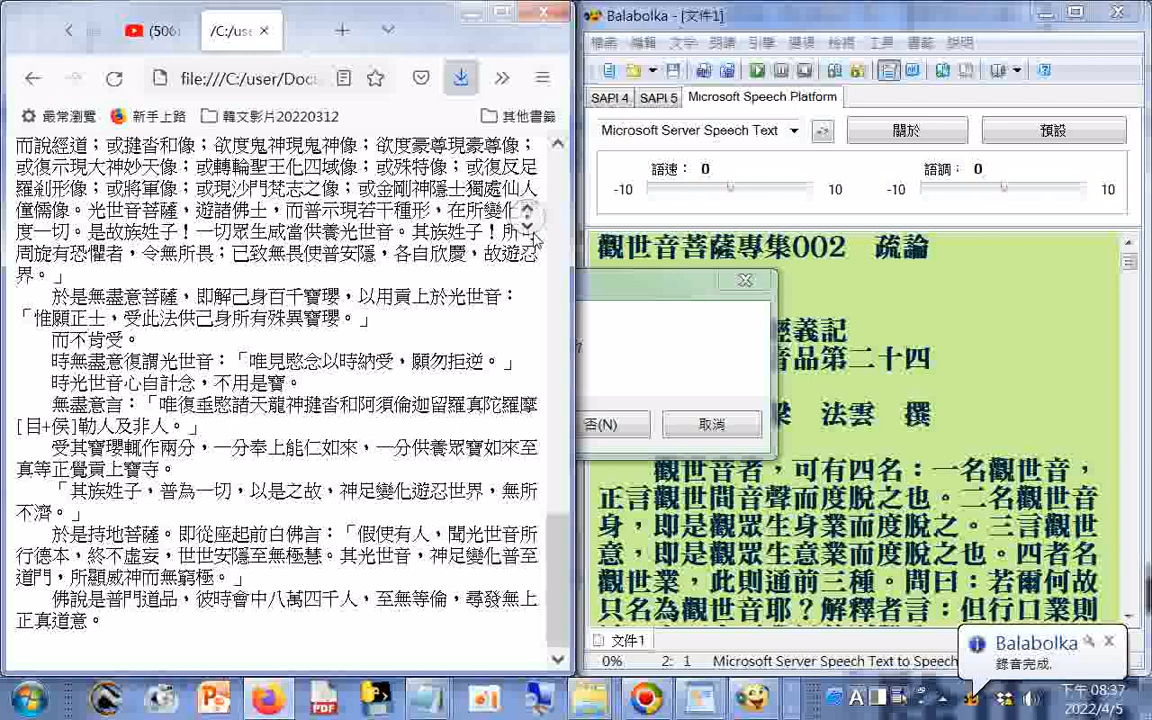 (506
/C:/use
file:///C:/user/Doc
最常瀏覽
新手上路
韓文影片20220312
其他書籤
而說經道；或揵沓和像；欲度鬼神現鬼神像；欲度豪尊現豪尊像；
或復示現大神妙天像；或轉輪聖王化四域像；或殊特像；或復反足
羅剎形像；或將軍像；或現沙門梵志之像；或金剛神隱士獨處仙人
僮儒像。光世音菩薩，遊諸佛土，而普示現若干種形，在所變化
度一切。是故族姓子！一切眾生咸當供養光世音。其族姓子！所可
周旋有恐懼者，令無所畏；已致無畏使普安隱，各自欣慶，故遊忍
界。」
於是無盡意菩薩，即解己身百千寶瓔，以用貢上於光世音：
「惟願正士，受此法供己身所有殊異寶瓔。」
而不肯受。
時無盡意復謂光世音：「唯見愍念以時納受，願勿拒逆。」
時光世音心自計念，不用是寶。
無盡意言：「唯復垂愍諸天龍神揵沓和阿須倫迦留羅真陀羅摩
[目+侯]勒人及非人。」
受其寶瓔輒作兩分，一分奉上能仁如來，一分供養眾寶如來至
真等正覺貢上寶寺。
「其族姓子，普為一切，以是之故，神足變化遊忍世界，無所
不濟。」
於是持地菩薩。即從座起前白佛言：「假使有人，聞光世音所
行德本，終不虛妄，世世安隱至無極慧。其光世音，神足變化普至
道門，所顯威神而無窮極。」
佛說是普門道品，彼時會中八萬四千人，至無等倫，尋發無上
正真道意。
Balabolka - [文件1]
檔案 編輯 文字 朗讀 引擎 選項 檢視 工具 書籤 說明
SAPI 4 SAPI 5 Microsoft Speech Platform
Microsoft Server Speech Text
關於
預設
語速： 0
語調： 0
-10 10 -10 10
觀世音菩薩專集002 疏論
經義記
音品第二十四
梁 法雲 撰
否(N)
取消
觀世音者，可有四名：一名觀世音，
正言觀世間音聲而度脫之也。二名觀世音
身，即是觀眾生身業而度脫之。三言觀世
意，即是觀眾生意業而度脫之也。四者名
觀世業，此則通前三種。問曰：若爾何故
只名為觀世音耶？解釋者言：但行口業則
文件1
0% 2: 1 Microsoft Server Speech Text to Speech
Balabolka
錄音完成.
PDF
A
下午 08:37
2022/4/5